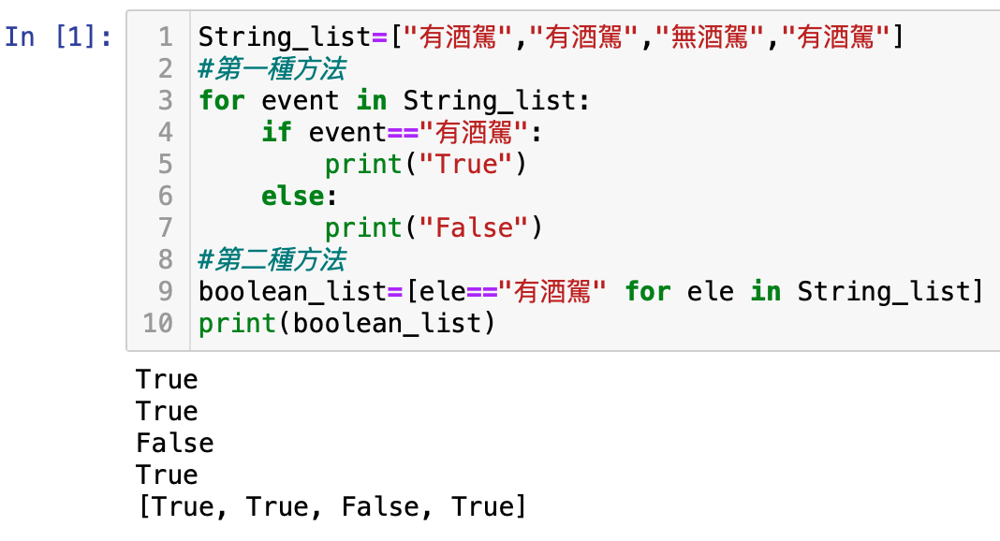 In [1]:
1 String_list=["有酒駕","有酒駕","無酒駕","有酒駕"]
2 #第一種方法
3 for event in String_list:
4     if event=="有酒駕":
5         print("True")
6     else:
7         print("False")
8 #第二種方法
9 boolean_list=[ele=="有酒駕" for ele in String_list]
10 print(boolean_list)
True
True
False
True
[True, True, False, True]